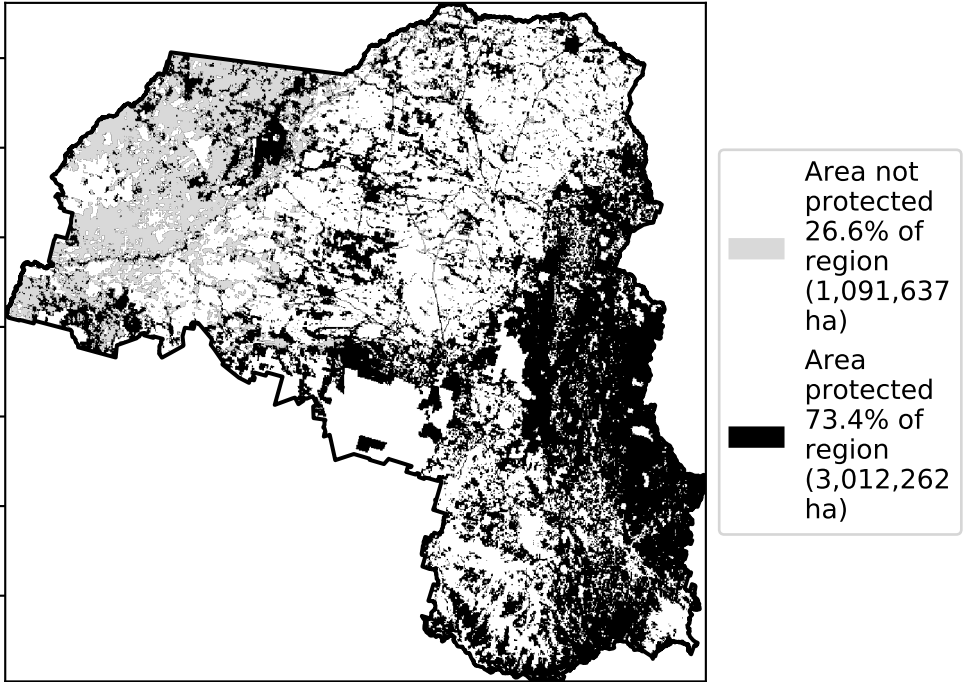 Area not
protected
26.6% of
region
(1,091,637
ha)
Area
protected
73.4% of
region
(3,012,262
ha)